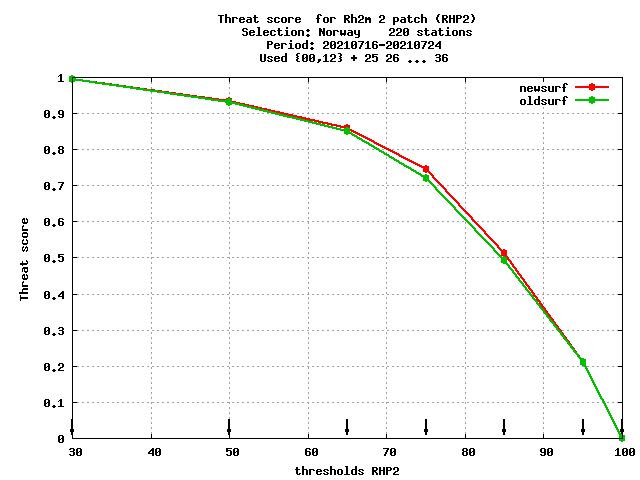 Threat score  for Rh2m 2 patch (RHP2)
Selection: Norway    220 stations
Period: 20210716-20210724
Used {00,12} + 25 26 ... 36
newsurf
oldsurf
1
0.9
0.8
0.7
0.6
0.5
0.4
0.3
0.2
0.1
0
Threat score
30 40 50 60 70 80 90 100
thresholds RHP2